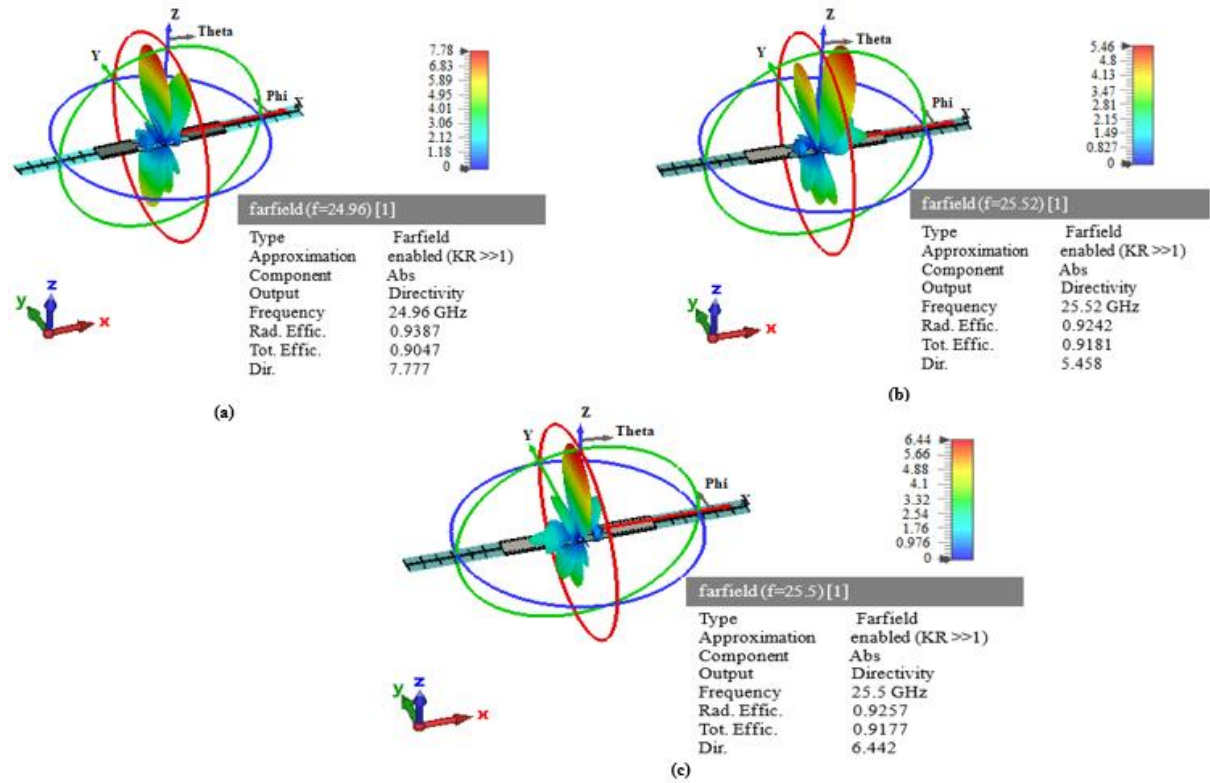 Z
Theta
Y
Phi
X
7.78
6.83
5.89
4.95
4.01
3.06
2.12
1.18
0
farfield (f=24.96) [1]
Type Farfield
Approximation enabled (KR >>1)
Component Abs
Output Directivity
Frequency 24.96 GHz
Rad. Effic. 0.9387
Tot. Effic. 0.9047
Dir. 7.777
y z x
(a)
Z
Theta
Y
Phi
X
5.46
4.8
4.13
3.47
2.81
2.15
1.49
0.827
0
farfield (f=25.52) [1]
Type Farfield
Approximation enabled (KR >>1)
Component Abs
Output Directivity
Frequency 25.52 GHz
Rad. Effic. 0.9242
Tot. Effic. 0.9181
Dir. 5.458
y z x
(b)
Z
Theta
Y
Phi
X
6.44
5.66
4.88
4.1
3.32
2.54
1.76
0.976
0
farfield (f=25.5) [1]
Type Farfield
Approximation enabled (KR >>1)
Component Abs
Output Directivity
Frequency 25.5 GHz
Rad. Effic. 0.9257
Tot. Effic. 0.9177
Dir. 6.442
y z x
(c)